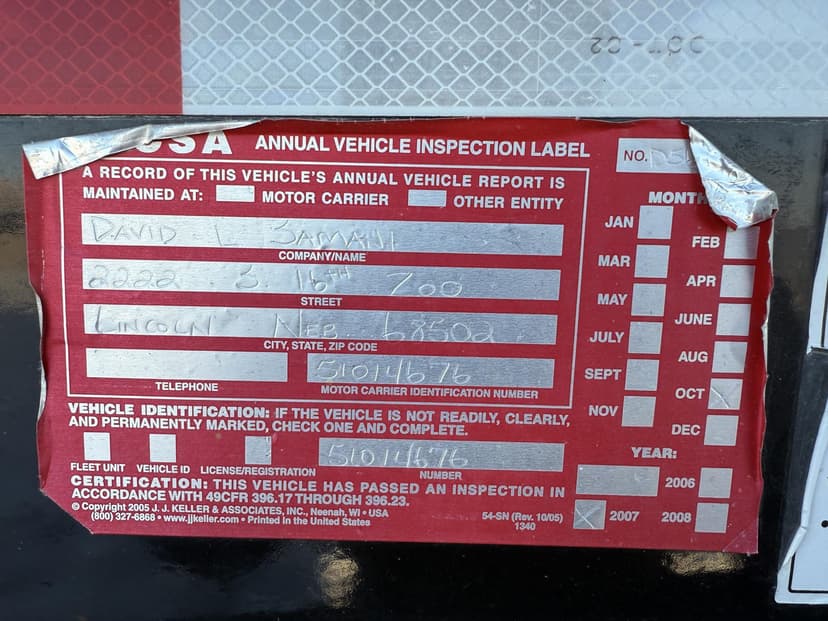 DOT-C2
CSA ANNUAL VEHICLE INSPECTION LABEL NO.
A RECORD OF THIS VEHICLE'S ANNUAL VEHICLE REPORT IS
MAINTAINED AT: MOTOR CARRIER OTHER ENTITY
DAVID L
COMPANY/NAME
2222 S. 16TH 200
STREET
LINCOLN NEB. 68502
CITY, STATE, ZIP CODE
51014676
TELEPHONE MOTOR CARRIER IDENTIFICATION NUMBER
VEHICLE IDENTIFICATION: IF THE VEHICLE IS NOT READILY, CLEARLY,
AND PERMANENTLY MARKED, CHECK ONE AND COMPLETE.
51014676
FLEET UNIT VEHICLE ID LICENSE/REGISTRATION NUMBER
CERTIFICATION: THIS VEHICLE HAS PASSED AN INSPECTION IN
ACCORDANCE WITH 49CFR 396.17 THROUGH 396.23.
© Copyright 2005 J. J. KELLER & ASSOCIATES, INC., Neenah, WI • USA
(800) 327-6868 • www.jjkeller.com • Printed in the United States
54-SN (Rev. 10/05)
1340
MONTH
JAN
FEB
MAR
APR
MAY
JUNE
JULY
AUG
SEPT
OCT X
NOV
DEC
YEAR:
2006
X 2007 2008